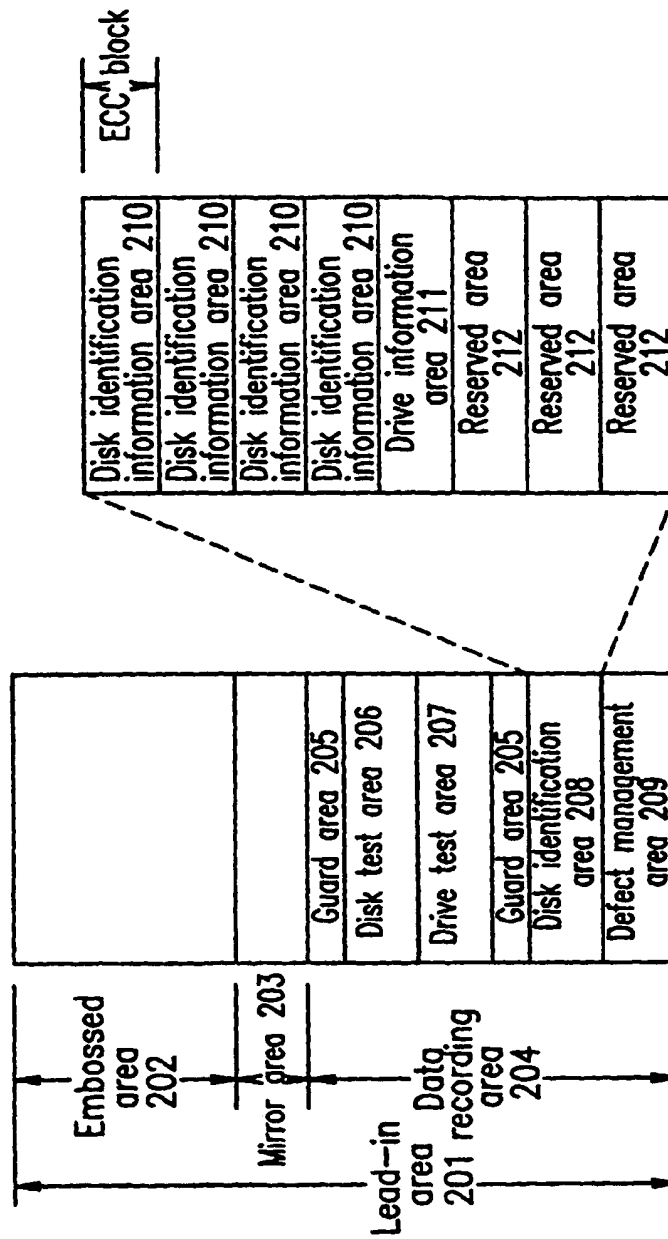 Lead-in
area
201
Embossed
area
202
Mirror area 203
Data
recording
area
204
Guard area 205
Disk test area 206
Drive test area 207
Guard area 205
Disk identification
area 208
Defect management
area 209
ECC block
Disk identification
information area 210
Disk identification
information area 210
Disk identification
information area 210
Disk identification
information area 210
Drive information
area 211
Reserved area
212
Reserved area
212
Reserved area
212